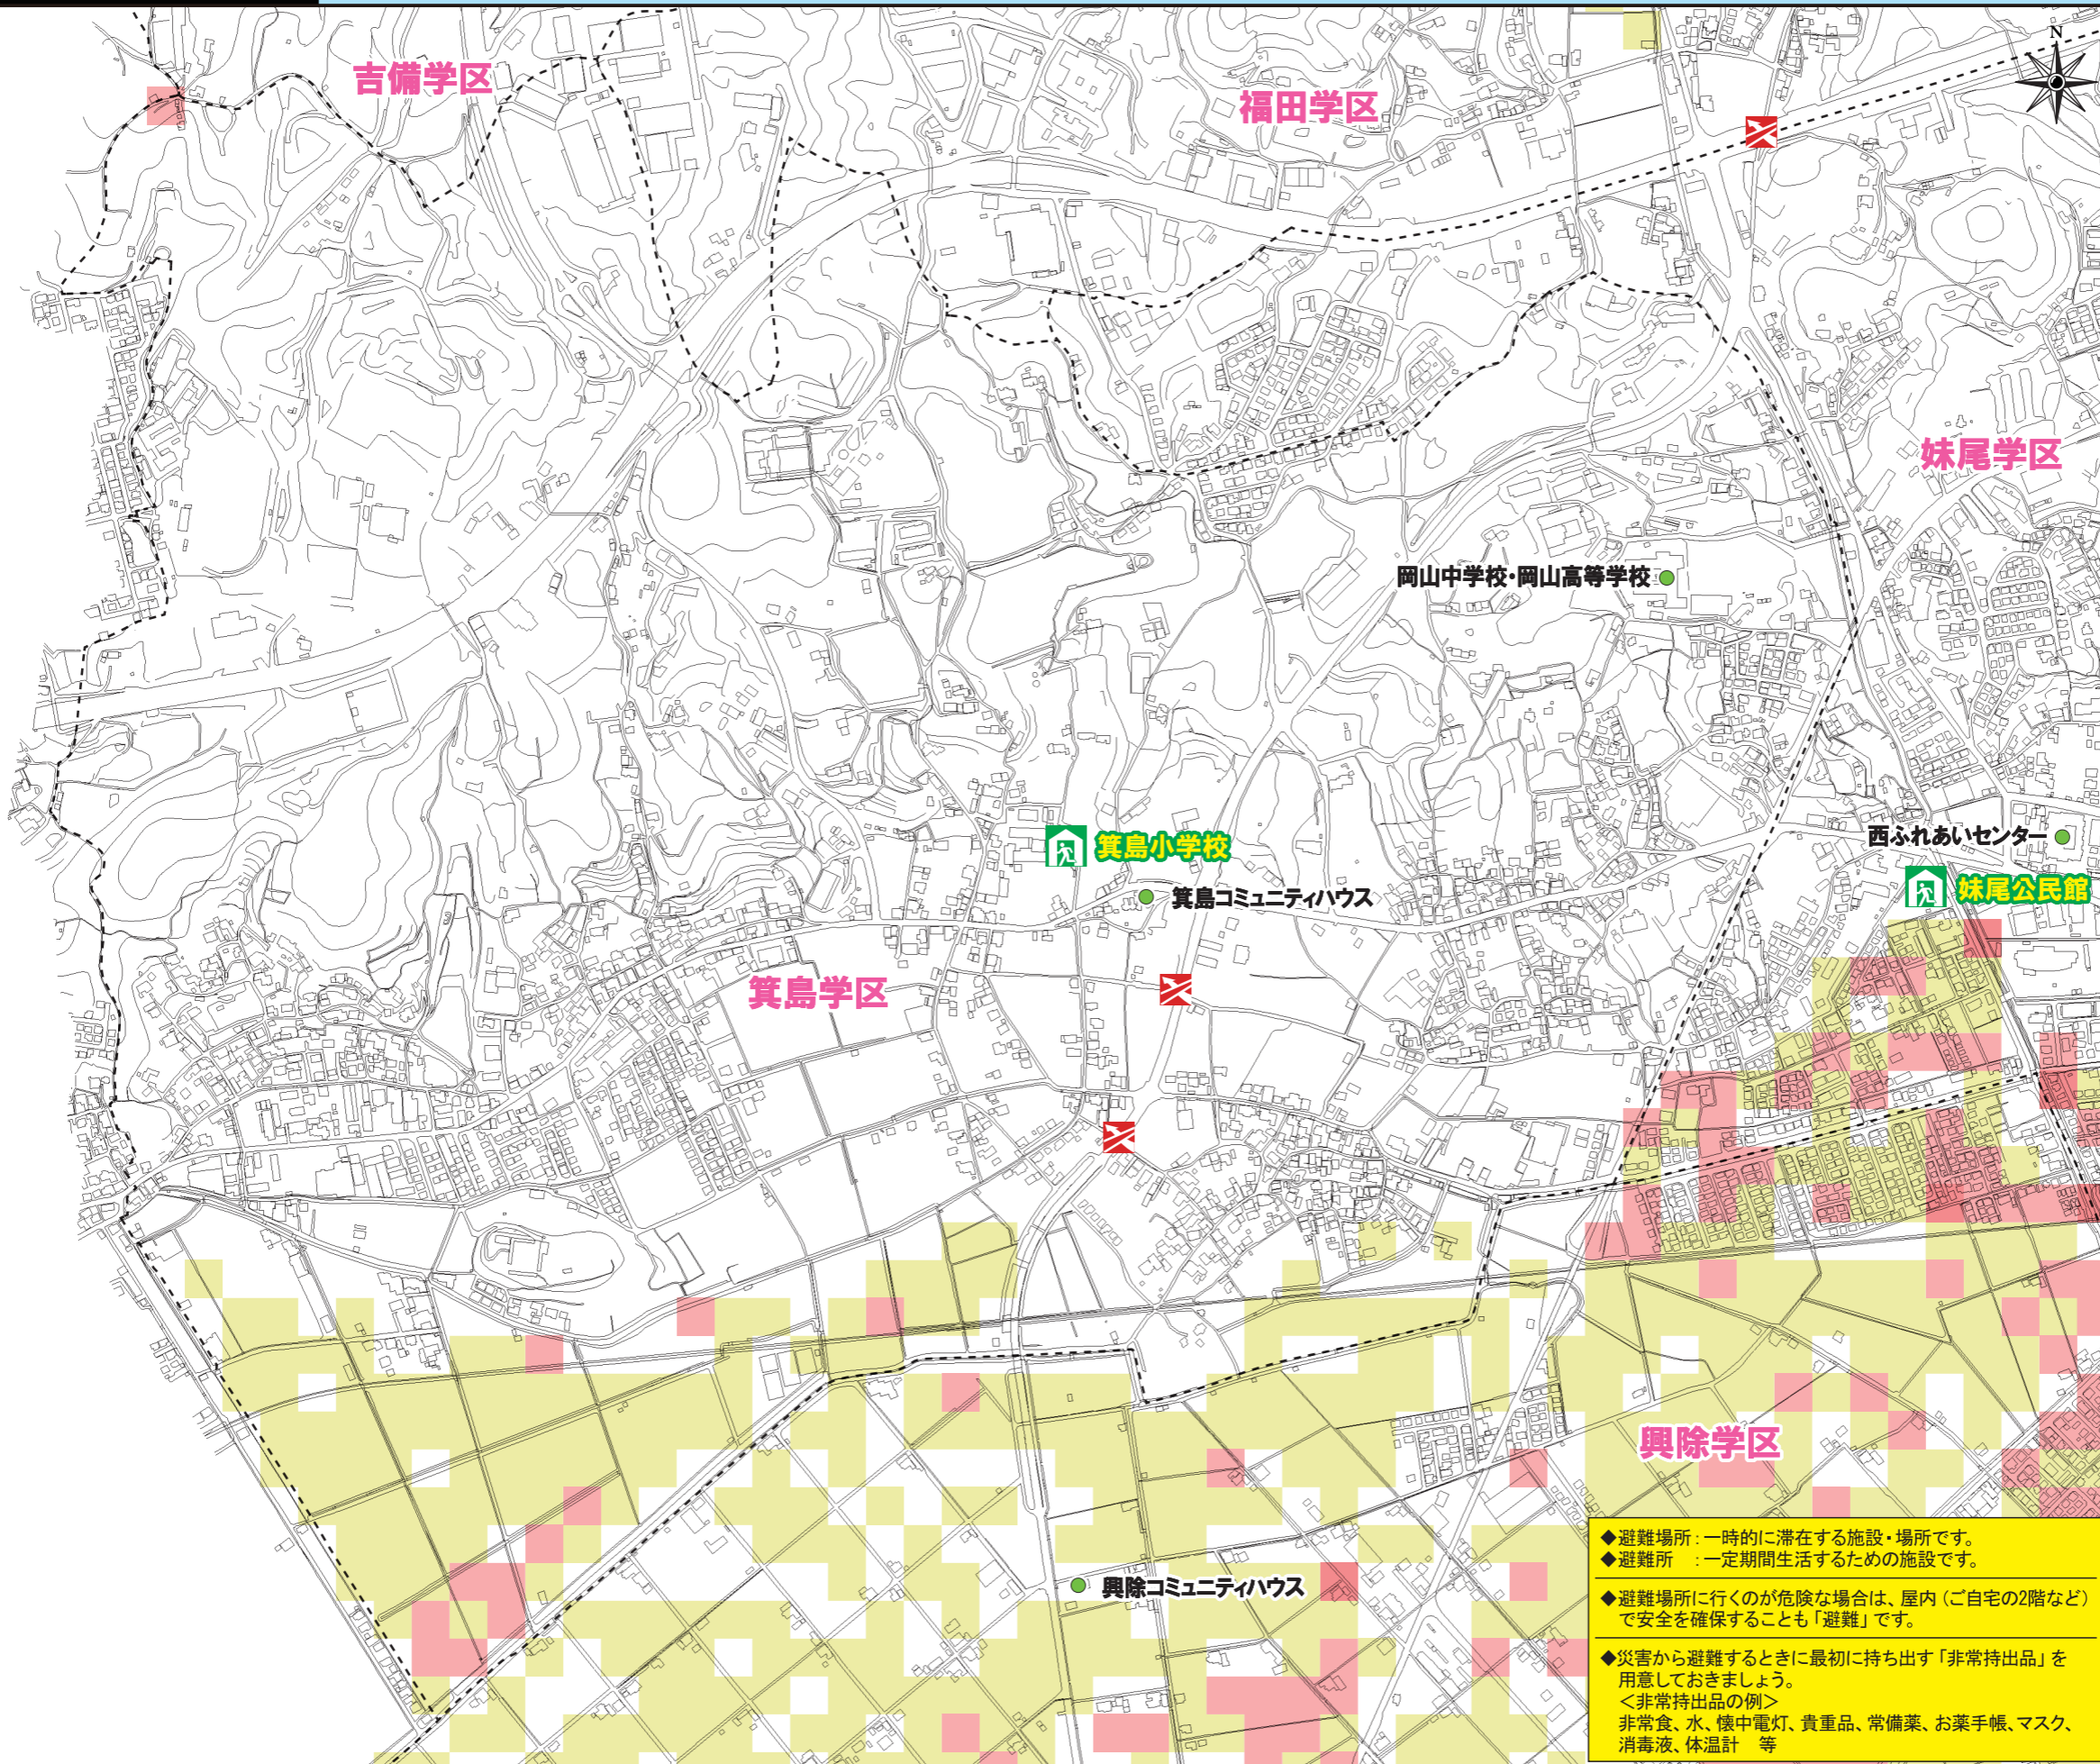 N
吉備学区
福田学区
妹尾学区
岡山中学校・岡山高等学校
西ふれあいセンター
箕島小学校
妹尾公民館
箕島コミュニティハウス
箕島学区
興除学区
興除コミュニティハウス
◆避難場所：一時的に滞在する施設・場所です。
◆避難所　：一定期間生活するための施設です。
◆避難場所に行くのが危険な場合は、屋内（ご自宅の2階など）
で安全を確保することも「避難」です。
◆災害から避難するときに最初に持ち出す「非常持出品」を
用意しておきましょう。
＜非常持出品の例＞
非常食、水、懐中電灯、貴重品、常備薬、お薬手帳、マスク、
消毒液、体温計　等